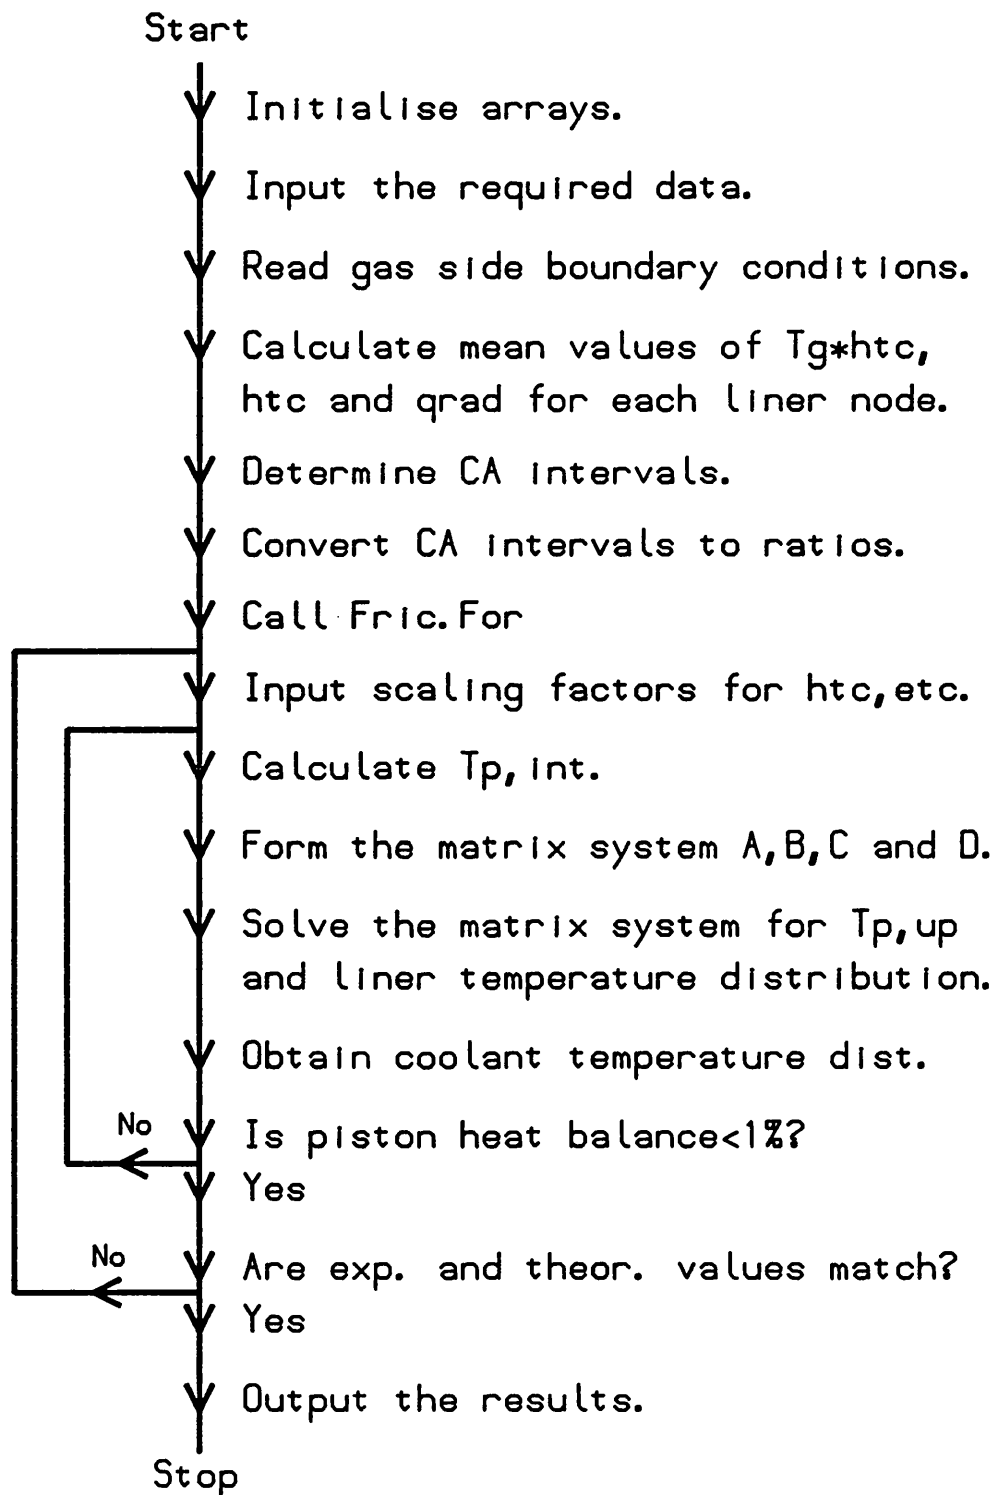 Start
Initialise arrays.
Input the required data.
Read gas side boundary conditions.
Calculate mean values of Tg*htc,
htc and qrad for each liner node.
Determine CA intervals.
Convert CA intervals to ratios.
Call Fric.For
Input scaling factors for htc,etc.
Calculate Tp,int.
Form the matrix system A,B,C and D.
Solve the matrix system for Tp,up
and liner temperature distribution.
Obtain coolant temperature dist.
No
Is piston heat balance<1%?
Yes
No
Are exp. and theor. values match?
Yes
Output the results.
Stop